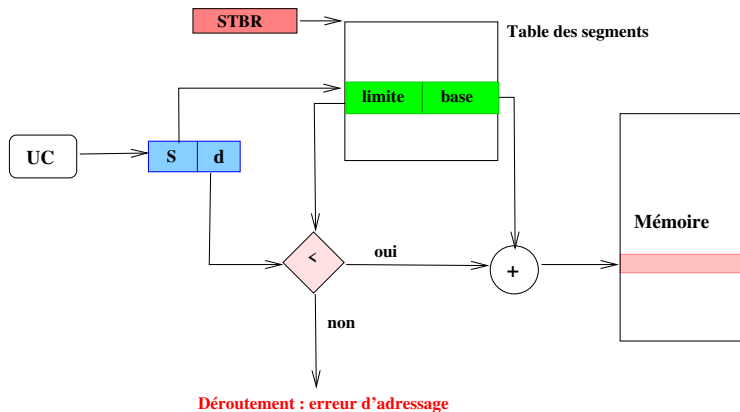 STBR
Table des segments
limite base
UC
S d
Mémoire
< oui
+
non
Déroutement : erreur d'adressage